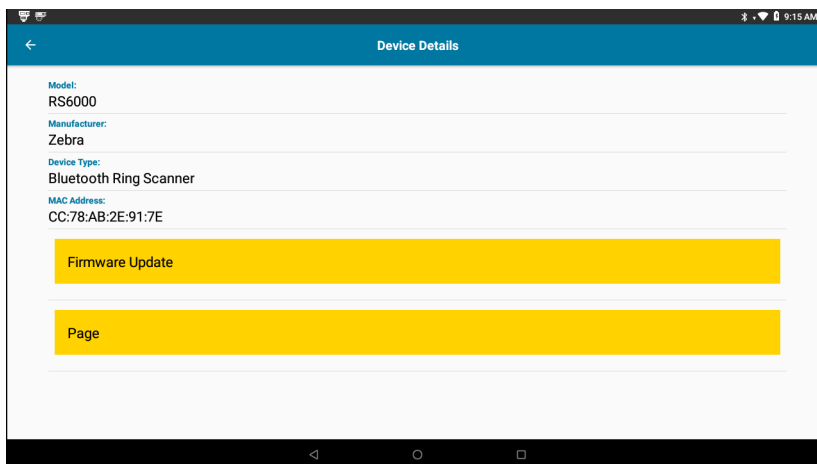 9:15 AM
Device Details
Model:
RS6000
Manufacturer:
Zebra
Device Type:
Bluetooth Ring Scanner
MAC Address:
CC:78:AB:2E:91:7E
Firmware Update
Page